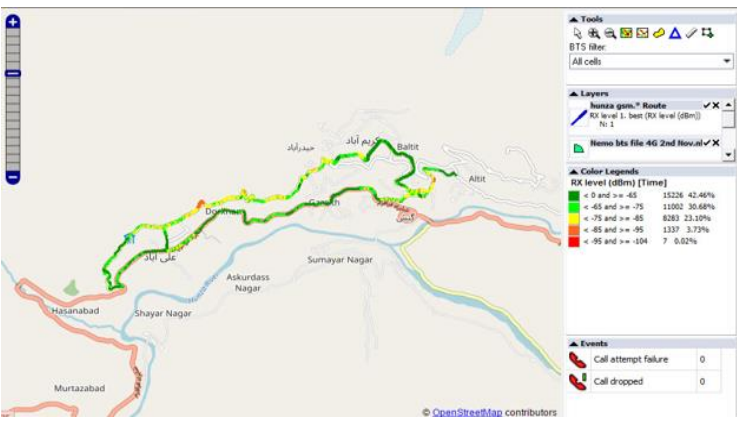 حیدرآباد
کریم آباد
Baltit
Altit
Dorkhan
Ganish
گنش
علی آباد
Sumayar Nagar
Askurdass
Nagar
Hasanabad
Shayar Nagar
Murtazabad
© OpenStreetMap contributors
Tools
BTS filter:
All cells
Layers
hunza gsm.* Route
RX level 1. best (RX level (dBm))
N: 1
Nemo bts file 4G 2nd Nov.nl
Color Legends
RX level (dBm) [Time]
< 0 and >= -65 15226 42.46%
< -65 and >= -75 11002 30.68%
< -75 and >= -85 8283 23.10%
< -85 and >= -95 1337 3.73%
< -95 and >= -104 7 0.02%
Events
Call attempt failure 0
Call dropped 0